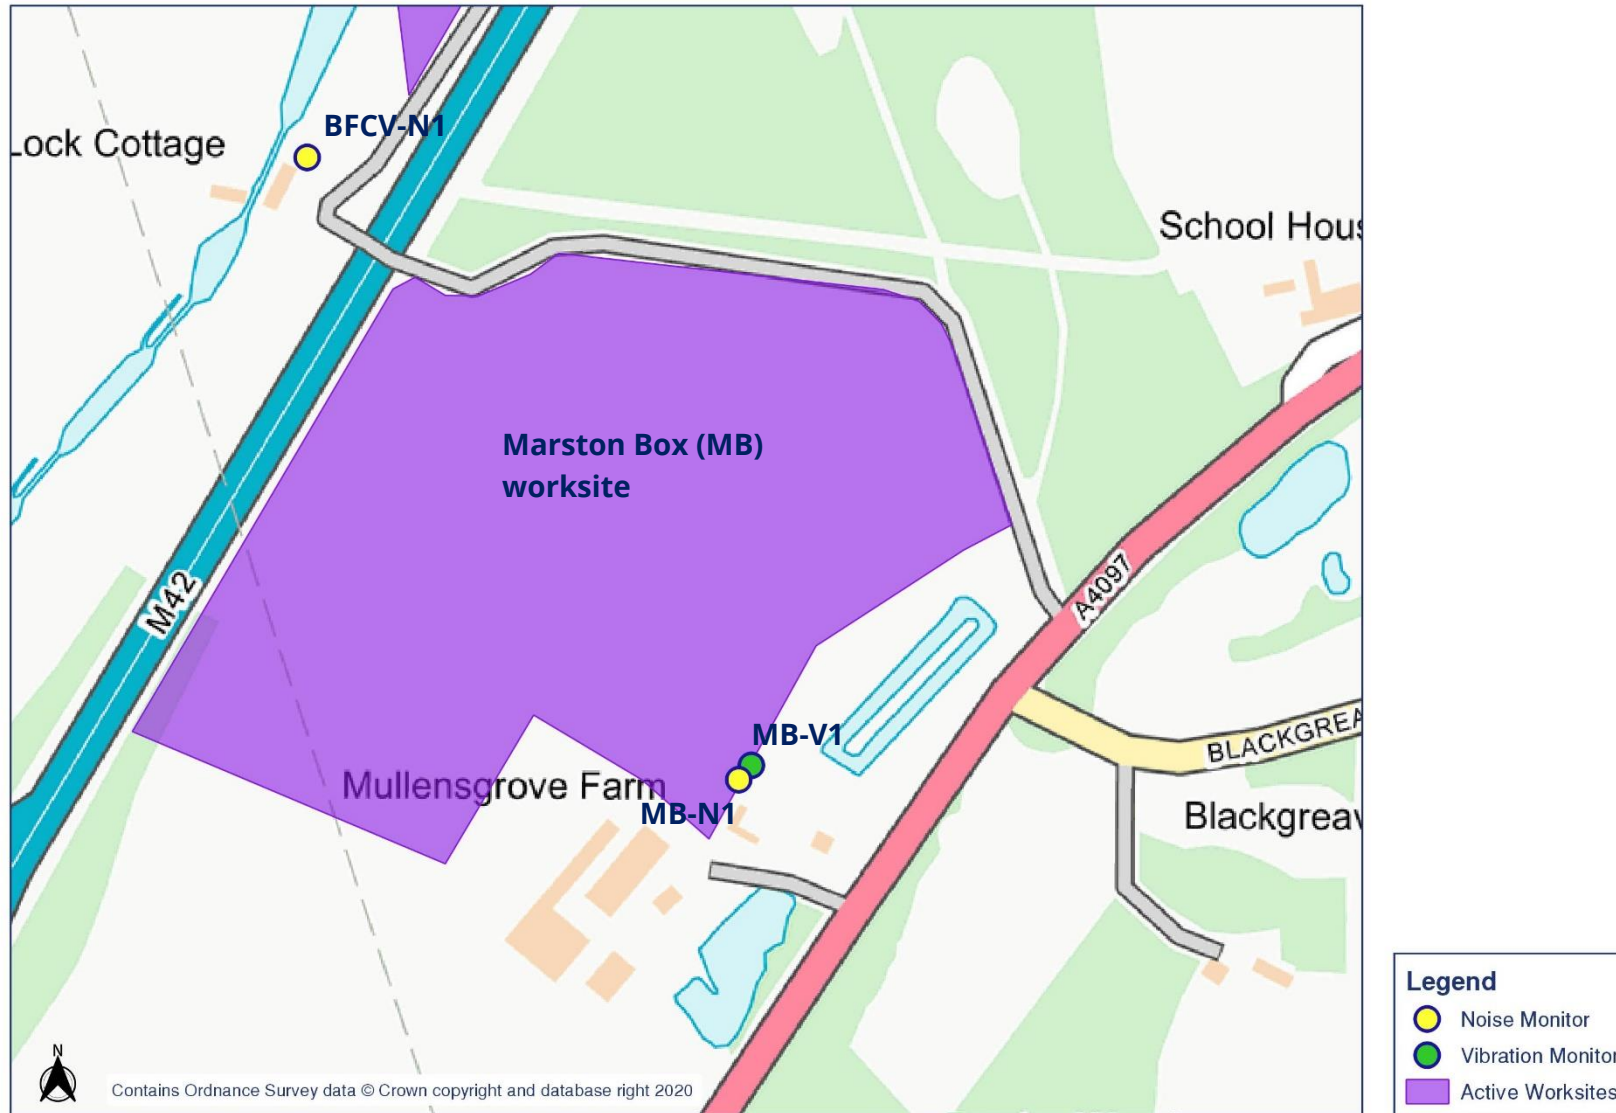 BFCV-N1
Lock Cottage
School Hous
Marston Box (MB)
worksite
M42
A4097
MB-V1
BLACKGREA
Mullensgrove Farm
MB-N1
Blackgreav
N
Contains Ordnance Survey data © Crown copyright and database right 2020
Legend
Noise Monitor
Vibration Monitor
Active Worksites